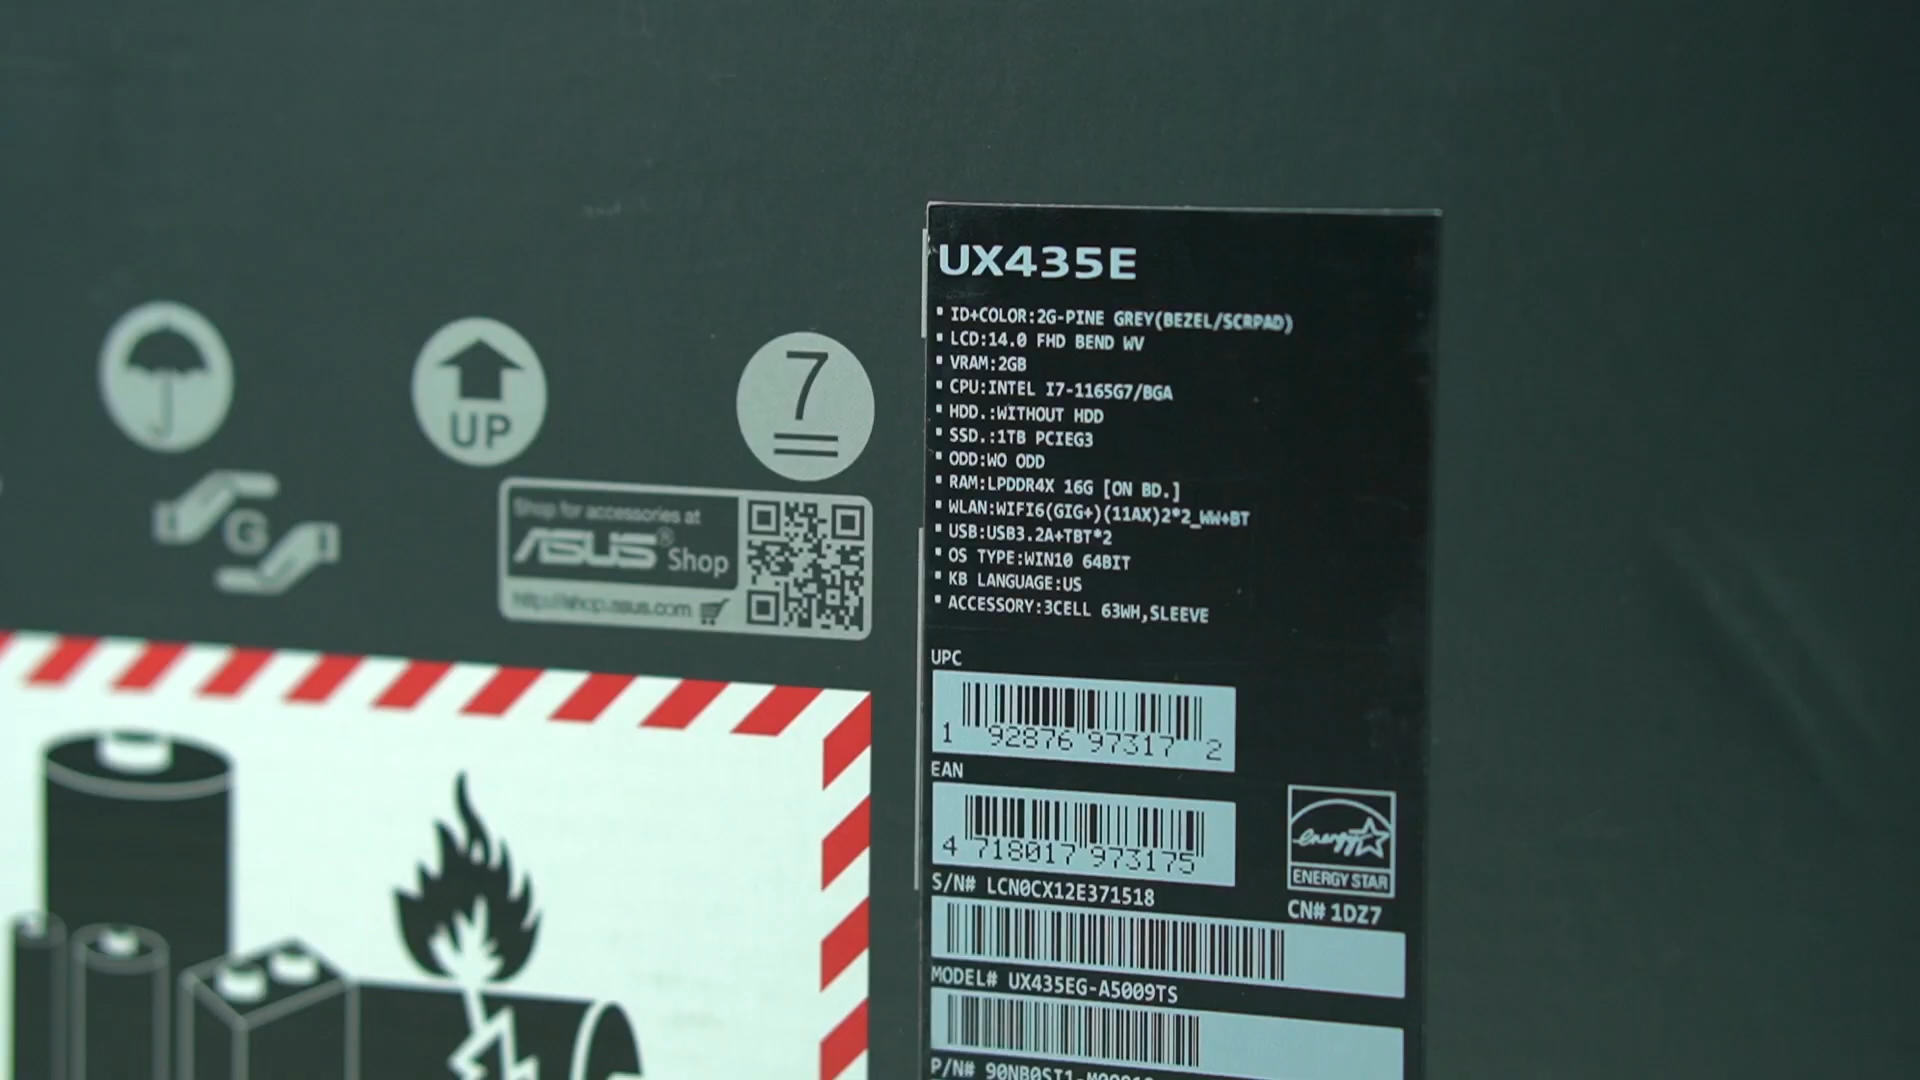 UP
7
G
Shop for accessories at
ASUS® Shop
http://shop.asus.com
UX435E
ID+COLOR:2G-PINE GREY(BEZEL/SCRPAD)
LCD:14.0 FHD BEND WV
VRAM:2GB
CPU:INTEL I7-1165G7/BGA
HDD.:WITHOUT HDD
SSD.:1TB PCIEG3
ODD:WO ODD
RAM:LPDDR4X 16G [ON BD.]
WLAN:WIFI6(GIG+)(11AX)2*2_WW+BT
USB:USB3.2A+TBT*2
OS TYPE:WIN10 64BIT
KB LANGUAGE:US
ACCESSORY:3CELL 63WH,SLEEVE
UPC
1 92876 97317 2
EAN
4 718017 973175
energy
ENERGY STAR
S/N# LCN0CX12E371518
CN# 1DZ7
MODEL# UX435EG-A5009TS
P/N#